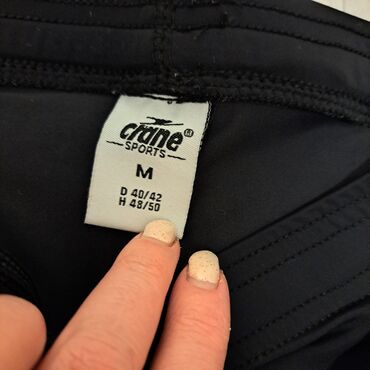 crane
SPORTS
M
D 40/42
H 48/50